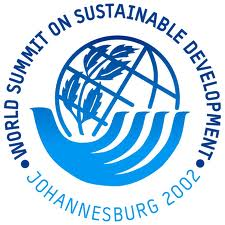 • WORLD SUMMIT ON SUSTAINABLE DEVELOPMENT •
JOHANNESBURG 2002